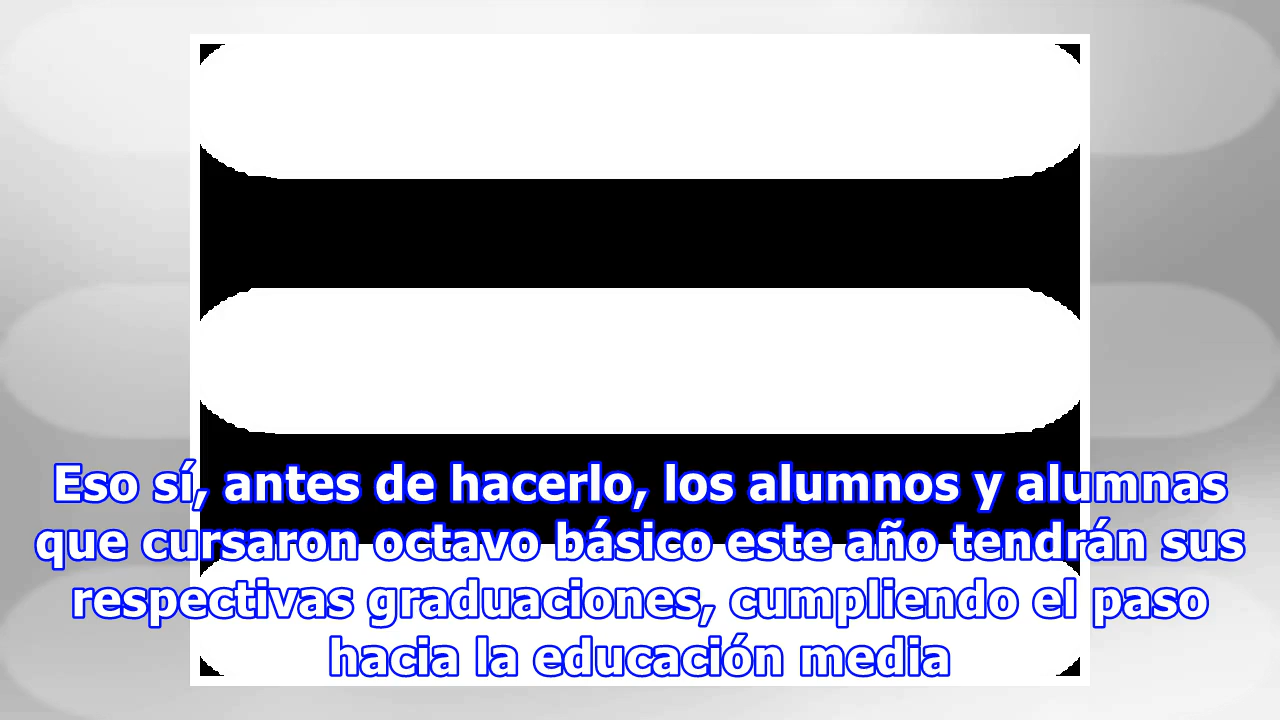 Eso sí, antes de hacerlo, los alumnos y alumnas
que cursaron octavo básico este año tendrán sus
respectivas graduaciones, cumpliendo el paso
hacia la educación media